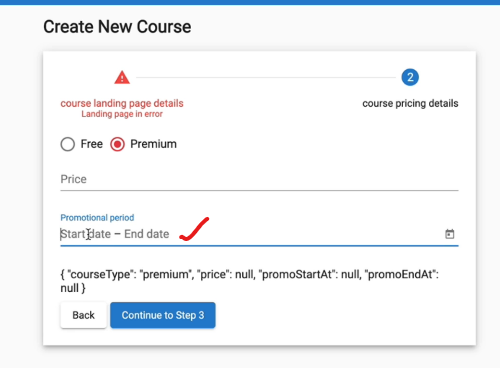 Create New Course
2
course landing page details
course pricing details
Landing page in error
Free
Premium
Price
Promotional period
Start date – End date
{ "courseType": "premium", "price": null, "promoStartAt": null, "promoEndAt":
null }
Back
Continue to Step 3